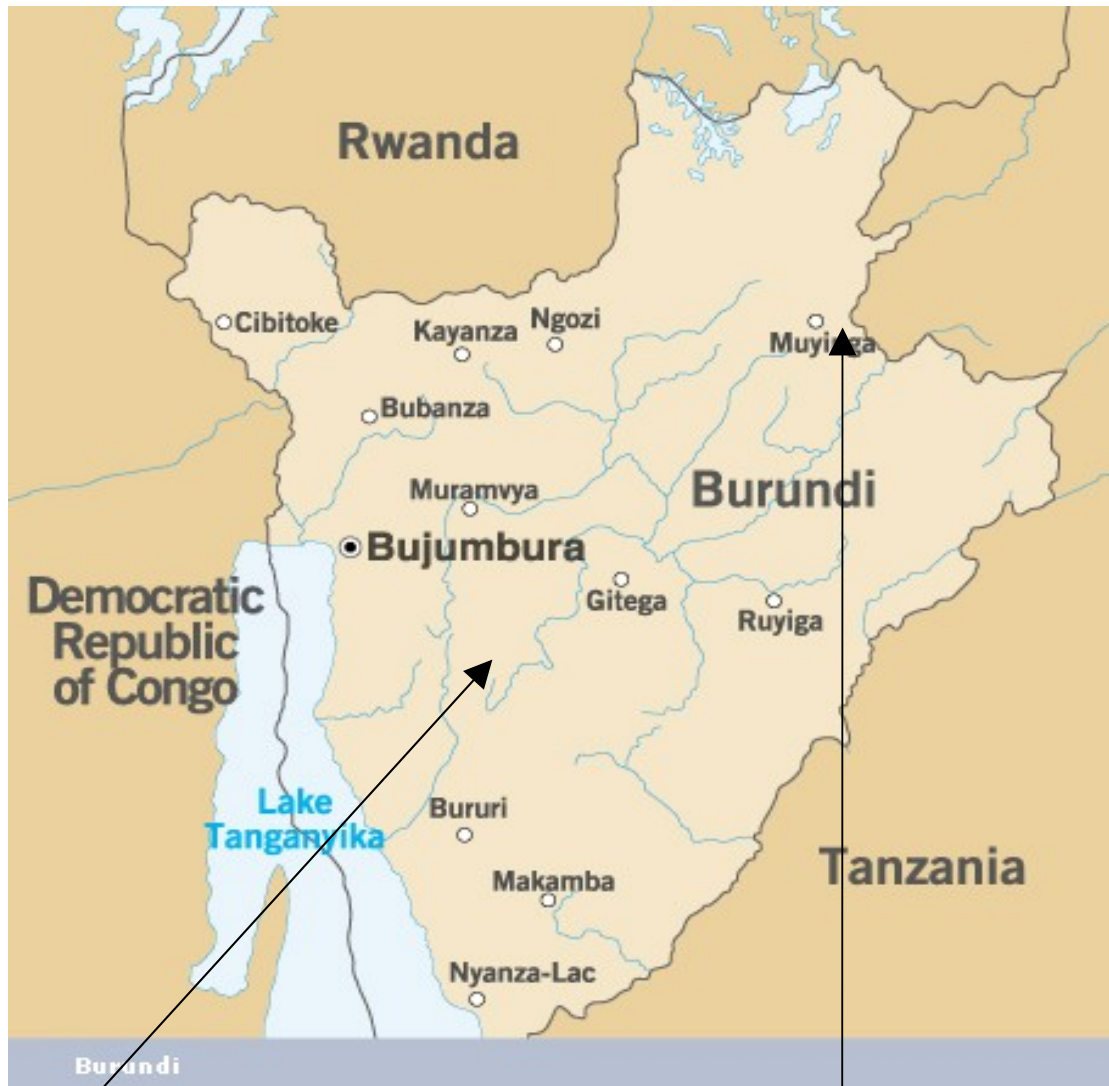 Rwanda
Cibitoke
Kayanza
Ngozi
Muyinga
Bubanza
Muramvya
Burundi
Bujumbura
Gitega
Ruyiga
Democratic
Republic
of Congo
Lake
Tanganyika
Bururi
Makamba
Tanzania
Nyanza-Lac
Burundi